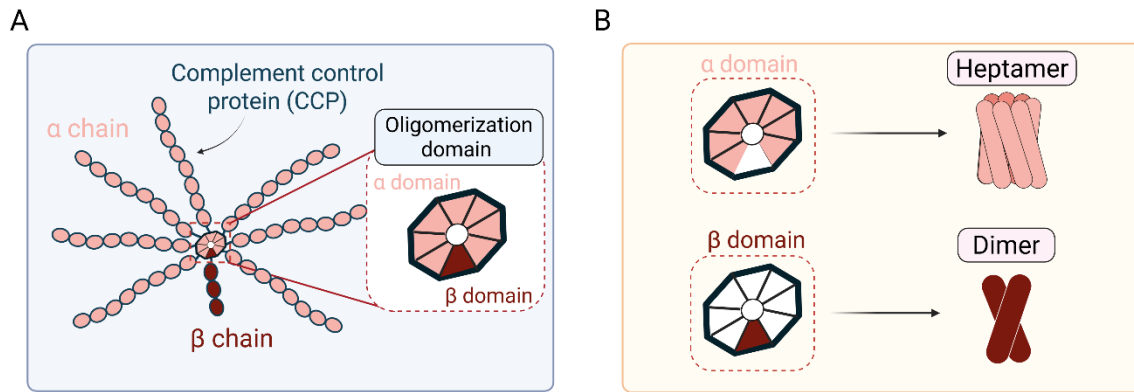 A
Complement control
protein (CCP)
α chain
Oligomerization
domain
α domain
β domain
β chain
B
α domain
Heptamer
β domain
Dimer